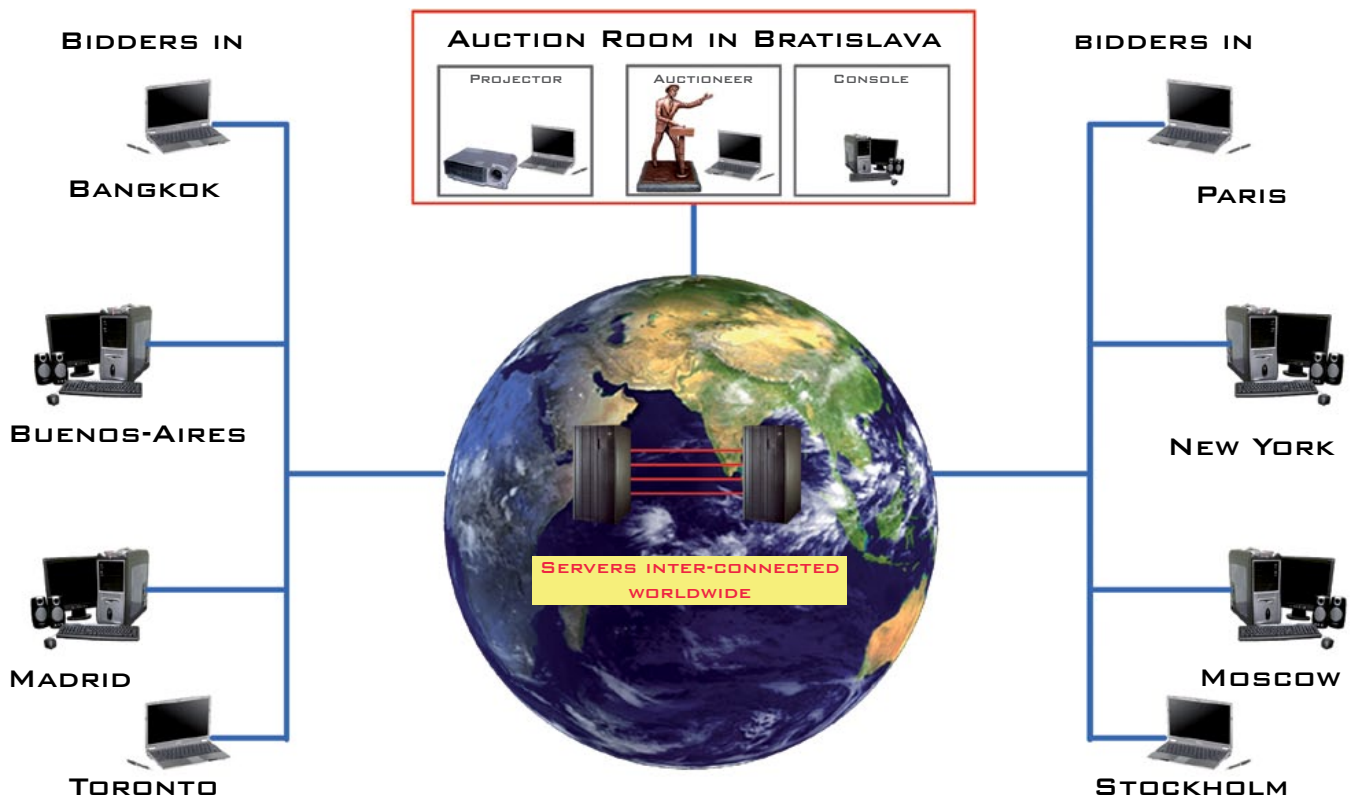 BIDDERS IN
AUCTION ROOM IN BRATISLAVA
BIDDERS IN
PROJECTOR
AUCTIONEER
CONSOLE
BANGKOK
PARIS
BUENOS-AIRES
NEW YORK
SERVERS INTER-CONNECTED
WORLDWIDE
MADRID
MOSCOW
TORONTO
STOCKHOLM